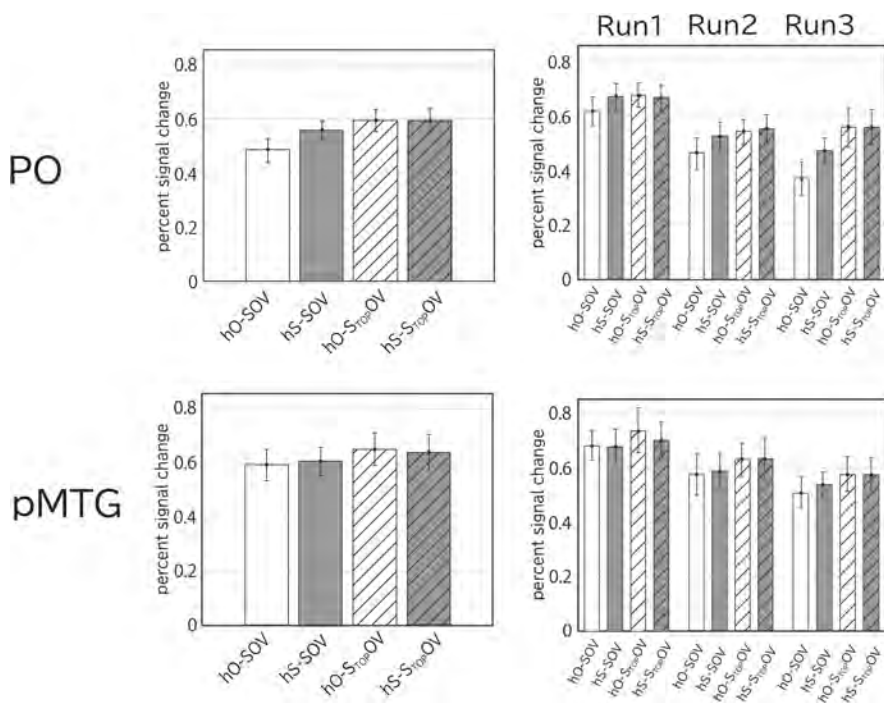 Run1 Run2 Run3
PO
percent signal change
0.8
0.6
0.4
0.2
0
hO-SOV
hS-SOV
hO-STOPOV
hS-STOPOV
percent signal change
0.8
0.6
0.4
0.2
0
hO-SOV
hS-SOV
hO-STOPOV
hS-STOPOV
hO-SOV
hS-SOV
hO-STOPOV
hS-STOPOV
hO-SOV
hS-SOV
hO-STOPOV
hS-STOPOV
pMTG
percent signal change
0.8
0.6
0.4
0.2
0
hO-SOV
hS-SOV
hO-STOPOV
hS-STOPOV
percent signal change
0.8
0.6
0.4
0.2
0
hO-SOV
hS-SOV
hO-STOPOV
hS-STOPOV
hO-SOV
hS-SOV
hO-STOPOV
hS-STOPOV
hO-SOV
hS-SOV
hO-STOPOV
hS-STOPOV